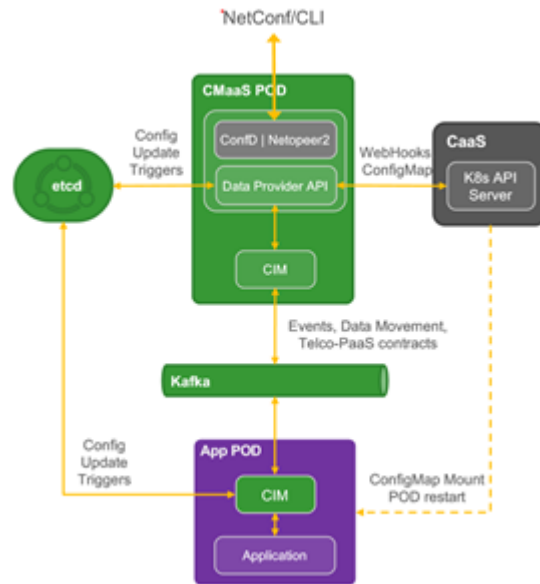 NetConf/CLI
CMaaS POD
ConfD | Netopeer2
Data Provider API
CIM
Config
Update
Triggers
etcd
WebHooks
ConfigMap
CaaS
K8s API
Server
Events, Data Movement,
Telco-PaaS contracts
Kafka
Config
Update
Triggers
App POD
CIM
Application
ConfigMap Mount
POD restart